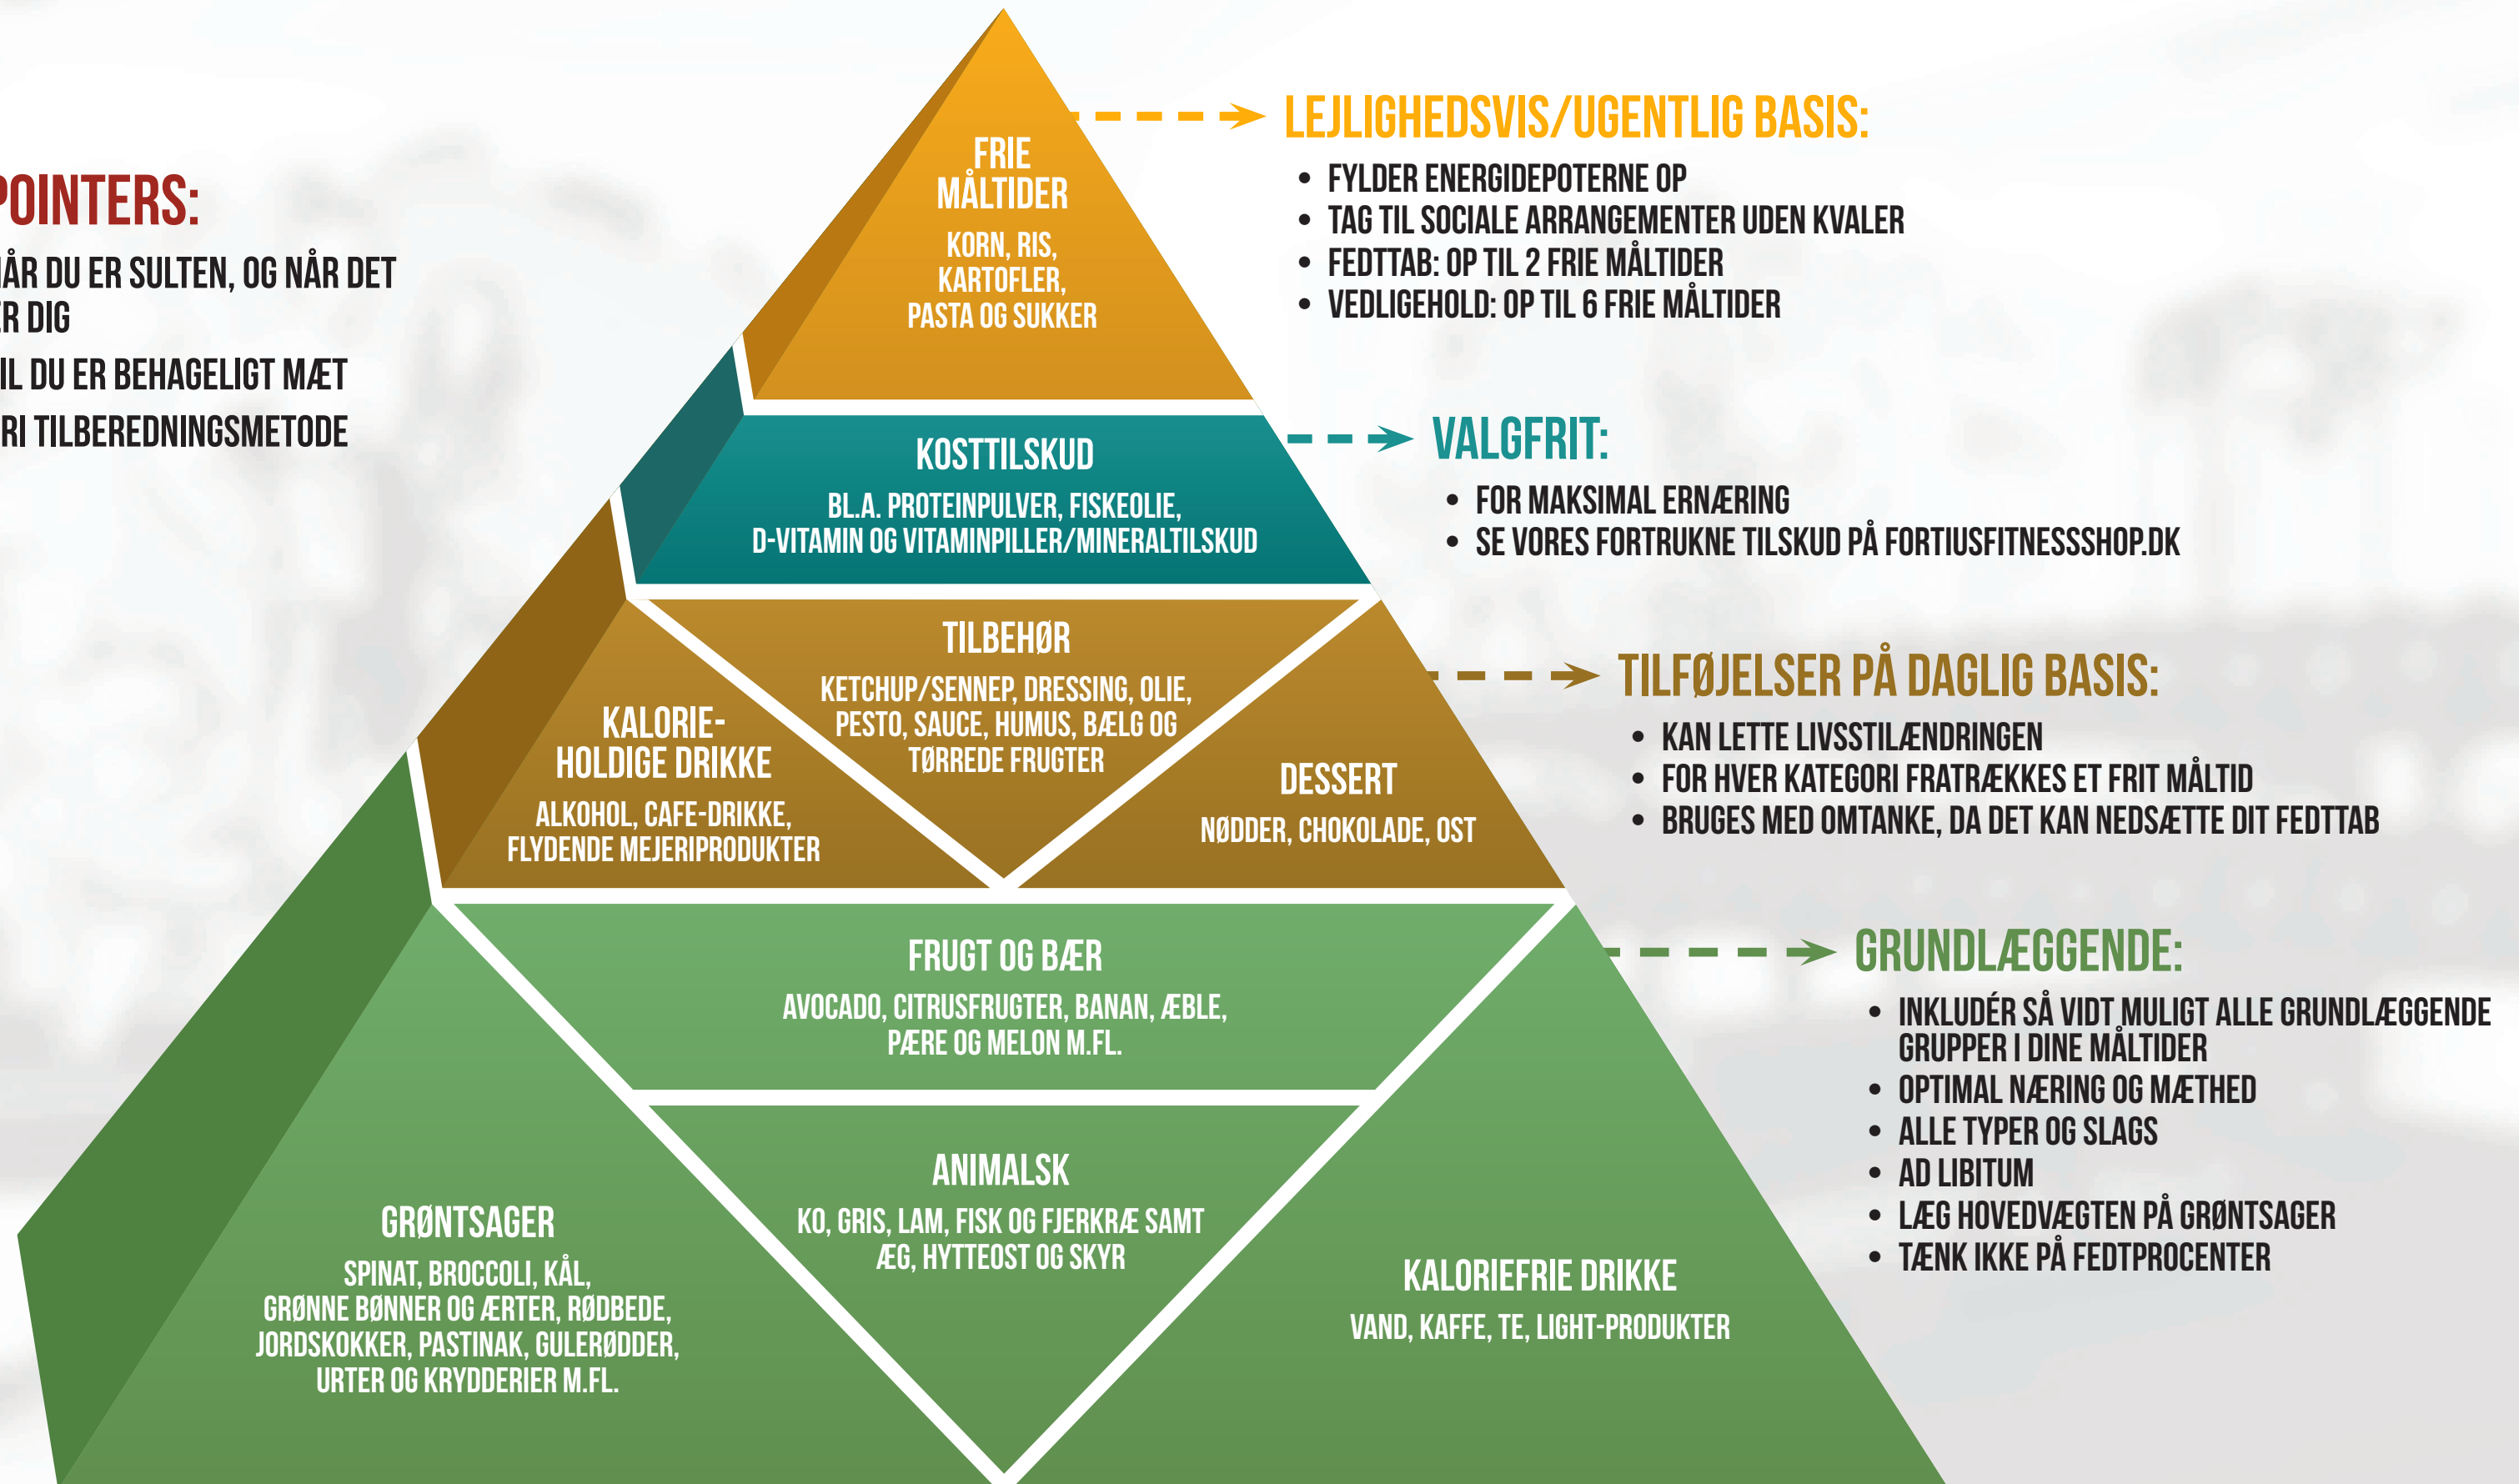 POINTERS:
NÅR DU ER SULTEN, OG NÅR DET
ER DIG
TIL DU ER BEHAGELIGT MÆT
FRI TILBEREDNINGSMETODE
FRIE
MÅLTIDER
KORN, RIS,
KARTOFLER,
PASTA OG SUKKER
LEJLIGHEDSVIS/UGENTLIG BASIS:
• FYLDER ENERGIDEPOTERNE OP
• TAG TIL SOCIALE ARRANGEMENTER UDEN KVALER
• FEDTTAB: OP TIL 2 FRIE MÅLTIDER
• VEDLIGEHOLD: OP TIL 6 FRIE MÅLTIDER
KOSTTILSKUD
BL.A. PROTEINPULVER, FISKEOLIE,
D-VITAMIN OG VITAMINPILLER/MINERALTILSKUD
VALGFRIT:
• FOR MAKSIMAL ERNÆRING
• SE VORES FORTRUKNE TILSKUD PÅ FORTIUSFITNESSSHOP.DK
TILBEHØR
KETCHUP/SENNEP, DRESSING, OLIE,
PESTO, SAUCE, HUMUS, BÆLG OG
TØRREDE FRUGTER
KALORIE-
HOLDIGE DRIKKE
ALKOHOL, CAFE-DRIKKE,
FLYDENDE MEJERIPRODUKTER
DESSERT
NØDDER, CHOKOLADE, OST
TILFØJELSER PÅ DAGLIG BASIS:
• KAN LETTE LIVSSTILÆNDRINGEN
• FOR HVER KATEGORI FRATRÆKKES ET FRIT MÅLTID
• BRUGES MED OMTANKE, DA DET KAN NEDSÆTTE DIT FEDTTAB
FRUGT OG BÆR
AVOCADO, CITRUSFRUGTER, BANAN, ÆBLE,
PÆRE OG MELON M.FL.
ANIMALSK
KO, GRIS, LAM, FISK OG FJERKRÆ SAMT
ÆG, HYTTEOST OG SKYR
GRØNTSAGER
SPINAT, BROCCOLI, KÅL,
GRØNNE BØNNER OG ÆRTER, RØDBEDE,
JORDSKOKKER, PASTINAK, GULERØDDER,
URTER OG KRYDDERIER M.FL.
KALORIEFRIE DRIKKE
VAND, KAFFE, TE, LIGHT-PRODUKTER
GRUNDLÆGGENDE:
• INKLUDÉR SÅ VIDT MULIGT ALLE GRUNDLÆGGENDE
GRUPPER I DINE MÅLTIDER
• OPTIMAL NÆRING OG MÆTHED
• ALLE TYPER OG SLAGS
• AD LIBITUM
• LÆG HOVEDVÆGTEN PÅ GRØNTSAGER
• TÆNK IKKE PÅ FEDTPROCENTER